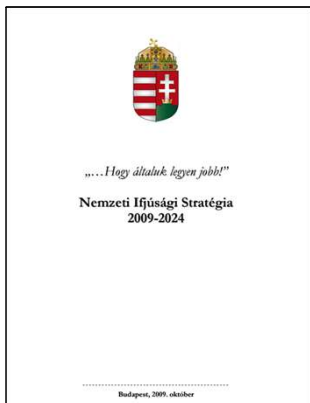 „…Hogy általuk legyen jobb!”
Nemzeti Ifjúsági Stratégia
2009-2024
Budapest, 2009. október